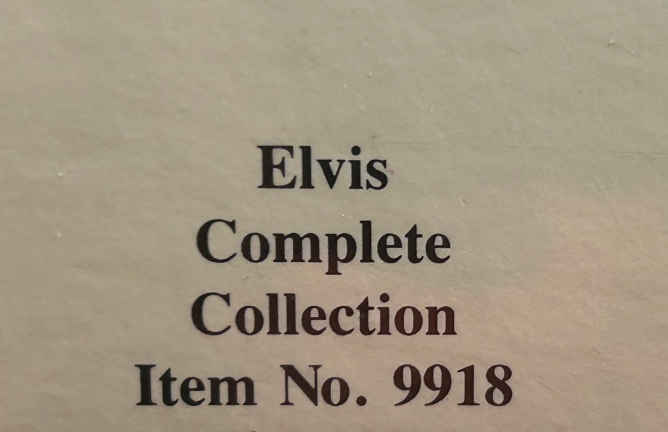 Elvis
Complete
Collection
Item No. 9918